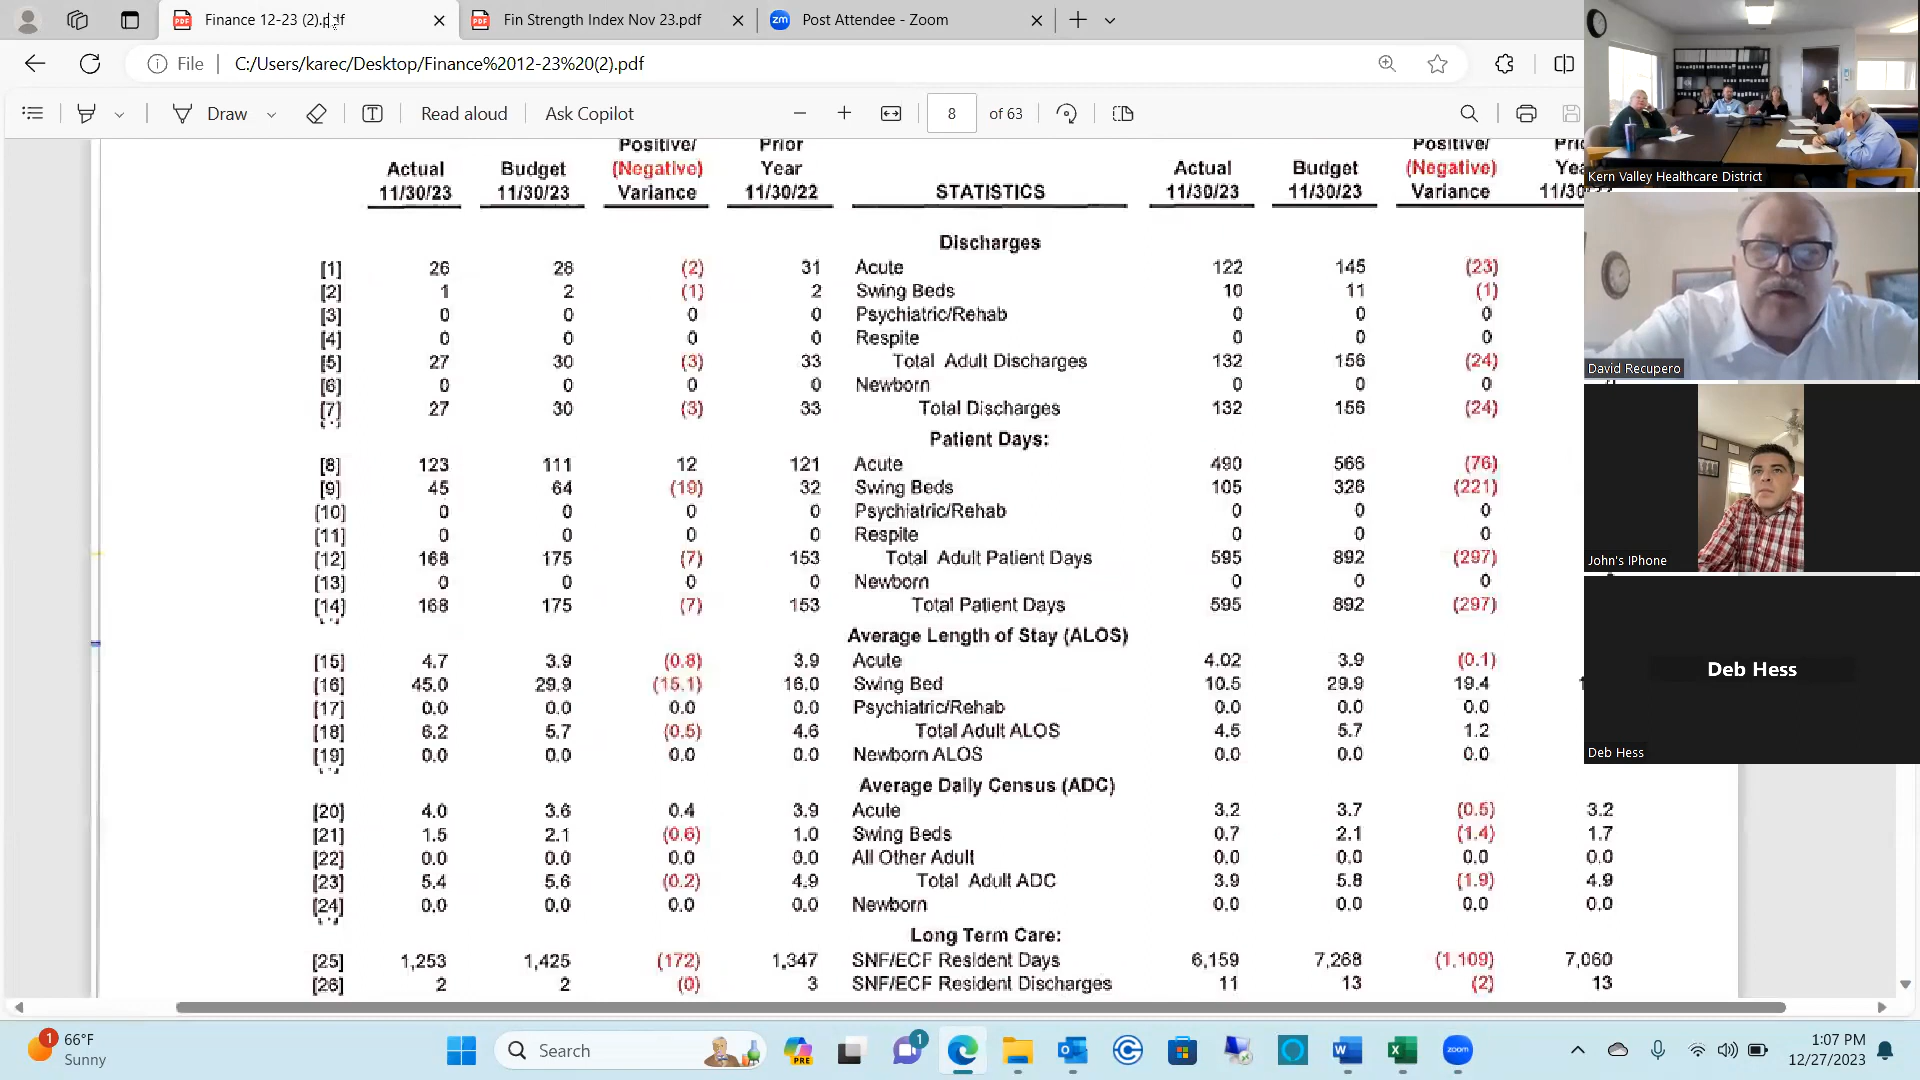 Finance 12-23 (2).pdf
Fin Strength Index Nov 23.pdf
Post Attendee - Zoom
File
C:/Users/karec/Desktop/Finance%2012-23%20(2).pdf
Draw
Read aloud
Ask Copilot
8 of 63
Positive/ Prior Positive/
Actual Budget (Negative) Year Actual Budget (Negative)
11/30/23 11/30/23 Variance 11/30/22 STATISTICS 11/30/23 11/30/23 Variance
Discharges
[1] 26 28 (2) 31 Acute 122 145 (23)
[2] 1 2 (1) 2 Swing Beds 10 11 (1)
[3] 0 0 0 0 Psychiatric/Rehab 0 0 0
[4] 0 0 0 0 Respite 0 0 0
[5] 27 30 (3) 33 Total Adult Discharges 132 156 (24)
[6] 0 0 0 0 Newborn 0 0 0
[7] 27 30 (3) 33 Total Discharges 132 156 (24)
Patient Days:
[8] 123 111 12 121 Acute 490 566 (76)
[9] 45 64 (19) 32 Swing Beds 105 326 (221)
[10] 0 0 0 0 Psychiatric/Rehab 0 0 0
[11] 0 0 0 0 Respite 0 0 0
[12] 168 175 (7) 153 Total Adult Patient Days 595 892 (297)
[13] 0 0 0 0 Newborn 0 0 0
[14] 168 175 (7) 153 Total Patient Days 595 892 (297)
Average Length of Stay (ALOS)
[15] 4.7 3.9 (0.8) 3.9 Acute 4.02 3.9 (0.1)
[16] 45.0 29.9 (15.1) 16.0 Swing Bed 10.5 29.9 19.4
[17] 0.0 0.0 0.0 0.0 Psychiatric/Rehab 0.0 0.0 0.0
[18] 6.2 5.7 (0.5) 4.6 Total Adult ALOS 4.5 5.7 1.2
[19] 0.0 0.0 0.0 0.0 Newborn ALOS 0.0 0.0 0.0
Average Daily Census (ADC)
[20] 4.0 3.6 0.4 3.9 Acute 3.2 3.7 (0.5) 3.2
[21] 1.5 2.1 (0.6) 1.0 Swing Beds 0.7 2.1 (1.4) 1.7
[22] 0.0 0.0 0.0 0.0 All Other Adult 0.0 0.0 0.0 0.0
[23] 5.4 5.6 (0.2) 4.9 Total Adult ADC 3.9 5.8 (1.9) 4.9
[24] 0.0 0.0 0.0 0.0 Newborn 0.0 0.0 0.0 0.0
Long Term Care:
[25] 1,253 1,425 (172) 1,347 SNF/ECF Resident Days 6,159 7,268 (1,109) 7,060
[26] 2 2 (0) 3 SNF/ECF Resident Discharges 11 13 (2) 13
Kern Valley Healthcare District
David Recupero
John's IPhone
Deb Hess
Deb Hess
1
66°F
Sunny
Search
PRE
1
zoom
1:07 PM
12/27/2023